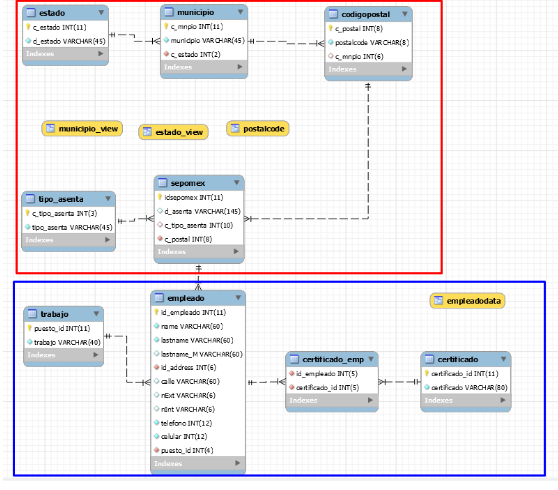 estado
c_estado INT(11)
d_estado VARCHAR(45)
Indexes
municipio
c_mnpio INT(11)
municipio VARCHAR(45)
c_estado INT(2)
Indexes
codigopostal
c_postal INT(8)
postalcode VARCHAR(8)
c_mnpio INT(6)
Indexes
municipio_view
estado_view
postalcode
tipo_asenta
c_tipo_asenta INT(3)
tipo_asenta VARCHAR(45)
Indexes
sepomex
idsepomex INT(11)
d_asenta VARCHAR(145)
c_tipo_asenta INT(10)
c_postal INT(8)
Indexes
trabajo
puesto_id INT(11)
trabajo VARCHAR(40)
Indexes
empleado
id_empleado INT(11)
name VARCHAR(60)
lastname VARCHAR(60)
lastname_M VARCHAR(60)
id_address INT(6)
calle VARCHAR(60)
nExt VARCHAR(6)
nInt VARCHAR(6)
telefono INT(12)
celular INT(12)
puesto_id INT(4)
Indexes
empleadodata
certificado_emp
id_empleado INT(5)
certificado_id INT(5)
Indexes
certificado
certificado_id INT(11)
certificado VARCHAR(80)
Indexes